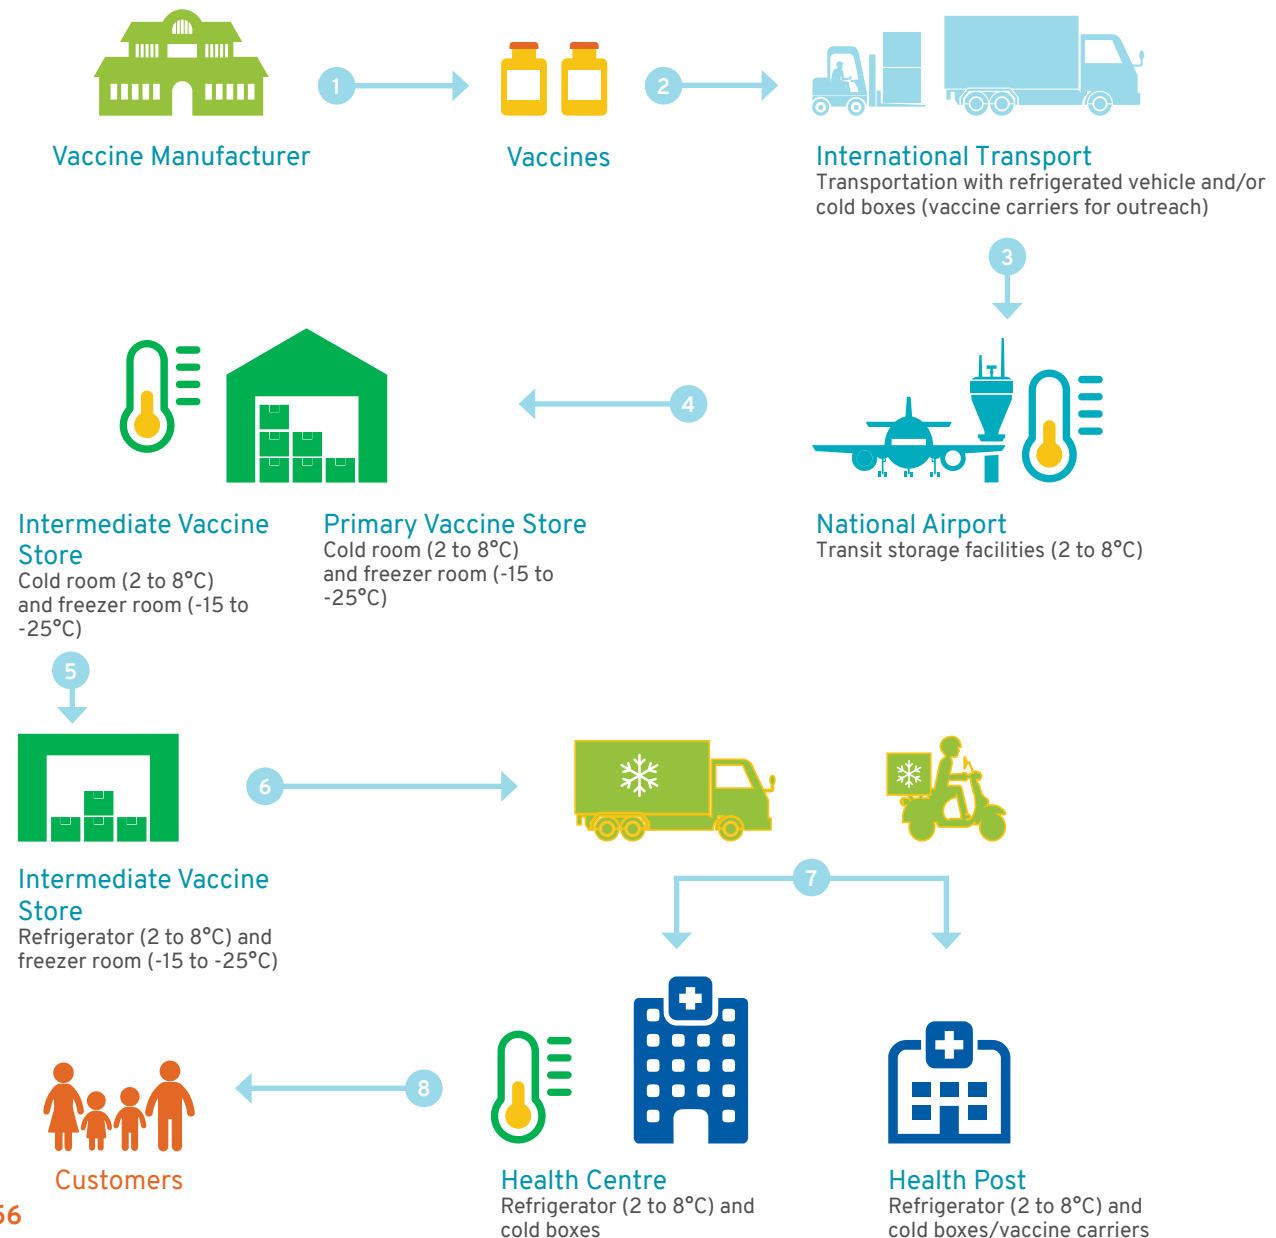 1
2
Vaccine Manufacturer
Vaccines
International Transport
Transportation with refrigerated vehicle and/or
cold boxes (vaccine carriers for outreach)
3
4
Intermediate Vaccine
Store
Cold room (2 to 8°C)
and freezer room (-15 to
-25°C)
Primary Vaccine Store
Cold room (2 to 8°C)
and freezer room (-15 to
-25°C)
National Airport
Transit storage facilities (2 to 8°C)
5
6
Intermediate Vaccine
Store
Refrigerator (2 to 8°C) and
freezer room (-15 to -25°C)
7
8
Customers
Health Centre
Refrigerator (2 to 8°C) and
cold boxes
Health Post
Refrigerator (2 to 8°C) and
cold boxes/vaccine carriers
56